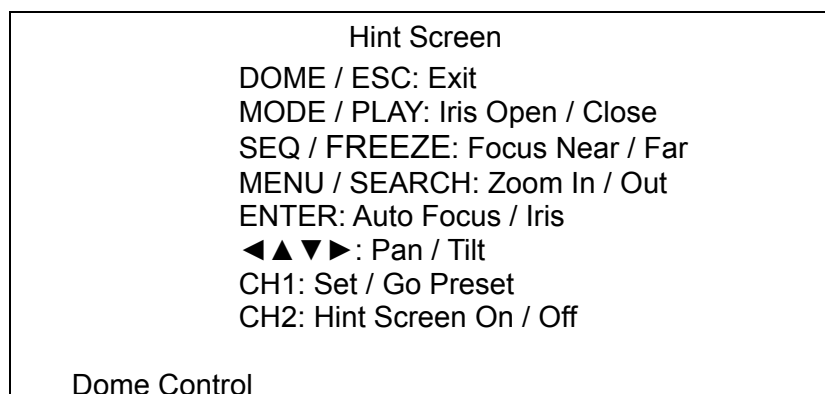 Hint Screen
DOME / ESC: Exit
MODE / PLAY: Iris Open / Close
SEQ / FREEZE: Focus Near / Far
MENU / SEARCH: Zoom In / Out
ENTER: Auto Focus / Iris
◄▲▼►: Pan / Tilt
CH1: Set / Go Preset
CH2: Hint Screen On / Off
Dome Control